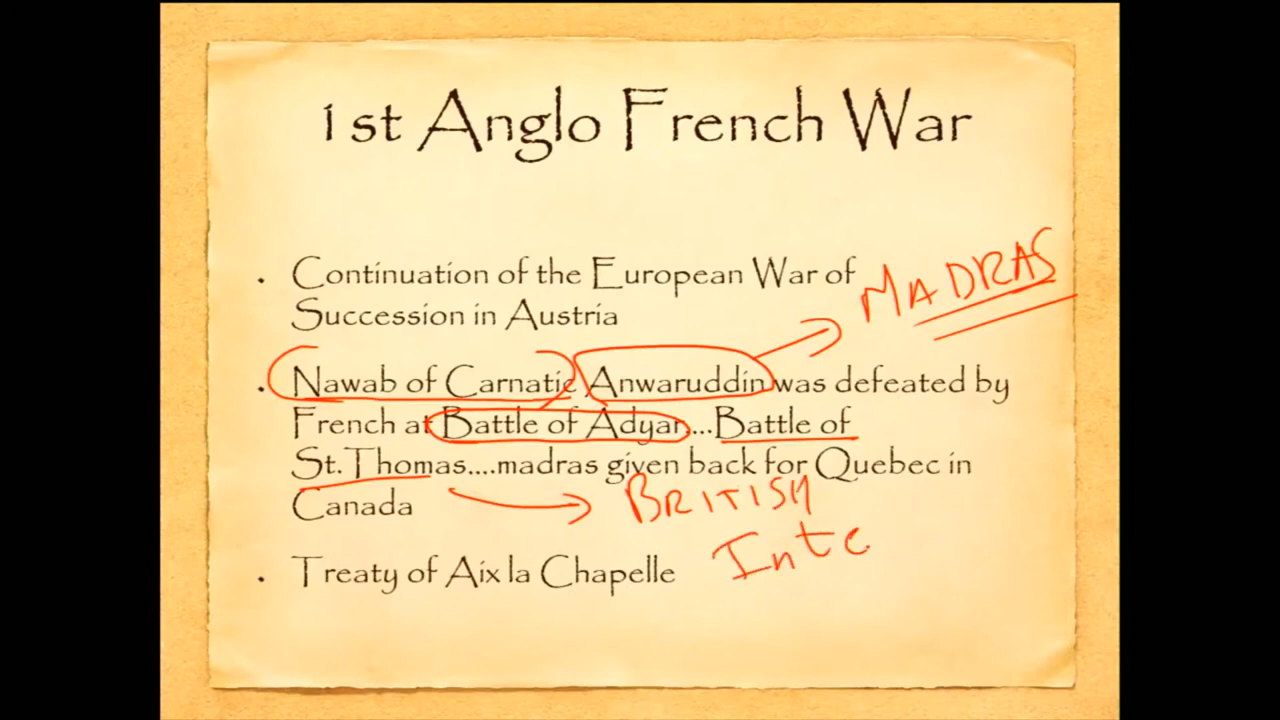 1st Anglo French War
. Continuation of the European War of
Succession in Austria
MADRAS
. Nawab of Carnatic Anwaruddin was defeated by
French at Battle of Adyar....Battle of
St.Thomas....madras given back for Quebec in
Canada
BRITISH
Inte
. Treaty of Aix la Chapelle